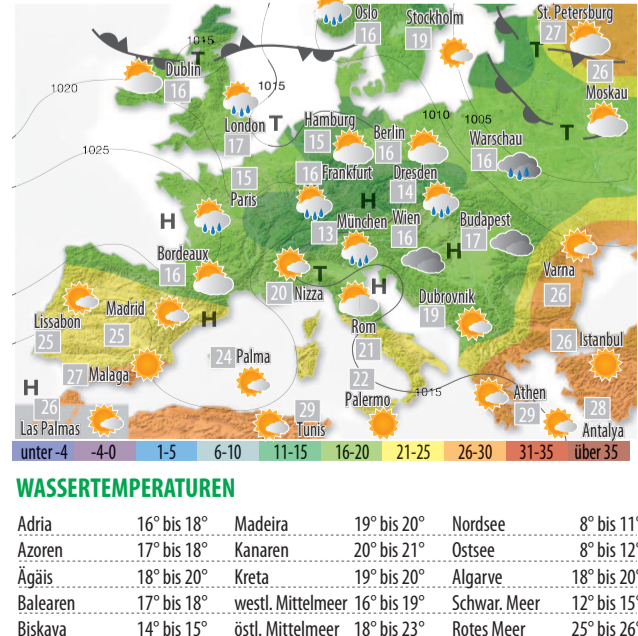 Oslo
16
Stockholm
19
St. Petersburg
27
T
26
Moskau
1015
T
Dublin
16
1020
1015
London
17
T
Hamburg
15
Berlin
16
1010
1005
Warschau
16
T
1025
15
Paris
16
Frankfurt
Dresden
14
H
H
13
München
Wien
16
Budapest
17
H
Bordeaux
16
20
Nizza
T
H
Dubrovnik
19
Varna
26
Lissabon
25
Madrid
25
H
Rom
21
26
Istanbul
27
Malaga
24
Palma
22
Palermo
1015
H
26
Las Palmas
29
Tunis
Athen
29
28
Antalya
unter -4 -4-0 1-5 6-10 11-15 16-20 21-25 26-30 31-35 über 35
WASSERTEMPERATUREN
Adria 16° bis 18° Madeira 19° bis 20° Nordsee 8° bis 11°
Azoren 17° bis 18° Kanaren 20° bis 21° Ostsee 8° bis 12°
Ägäis 18° bis 20° Kreta 19° bis 20° Algarve 18° bis 20°
Balearen 17° bis 18° westl. Mittelmeer 16° bis 19° Schwar. Meer 12° bis 15°
Biskaya 14° bis 15° östl. Mittelmeer 18° bis 23° Rotes Meer 25° bis 26°